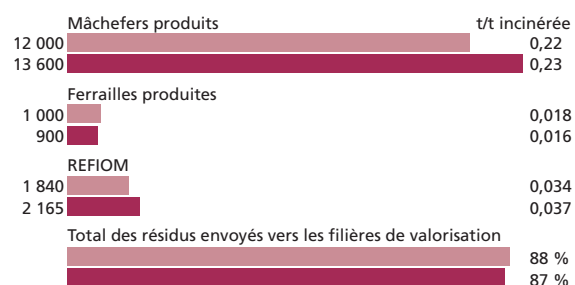 Mâchefers produits t/t incinérée
12 000 0,22
13 600 0,23
Ferrailles produites
1 000 0,018
900 0,016
REFIOM
1 840 0,034
2 165 0,037
Total des résidus envoyés vers les filières de valorisation
88 %
87 %